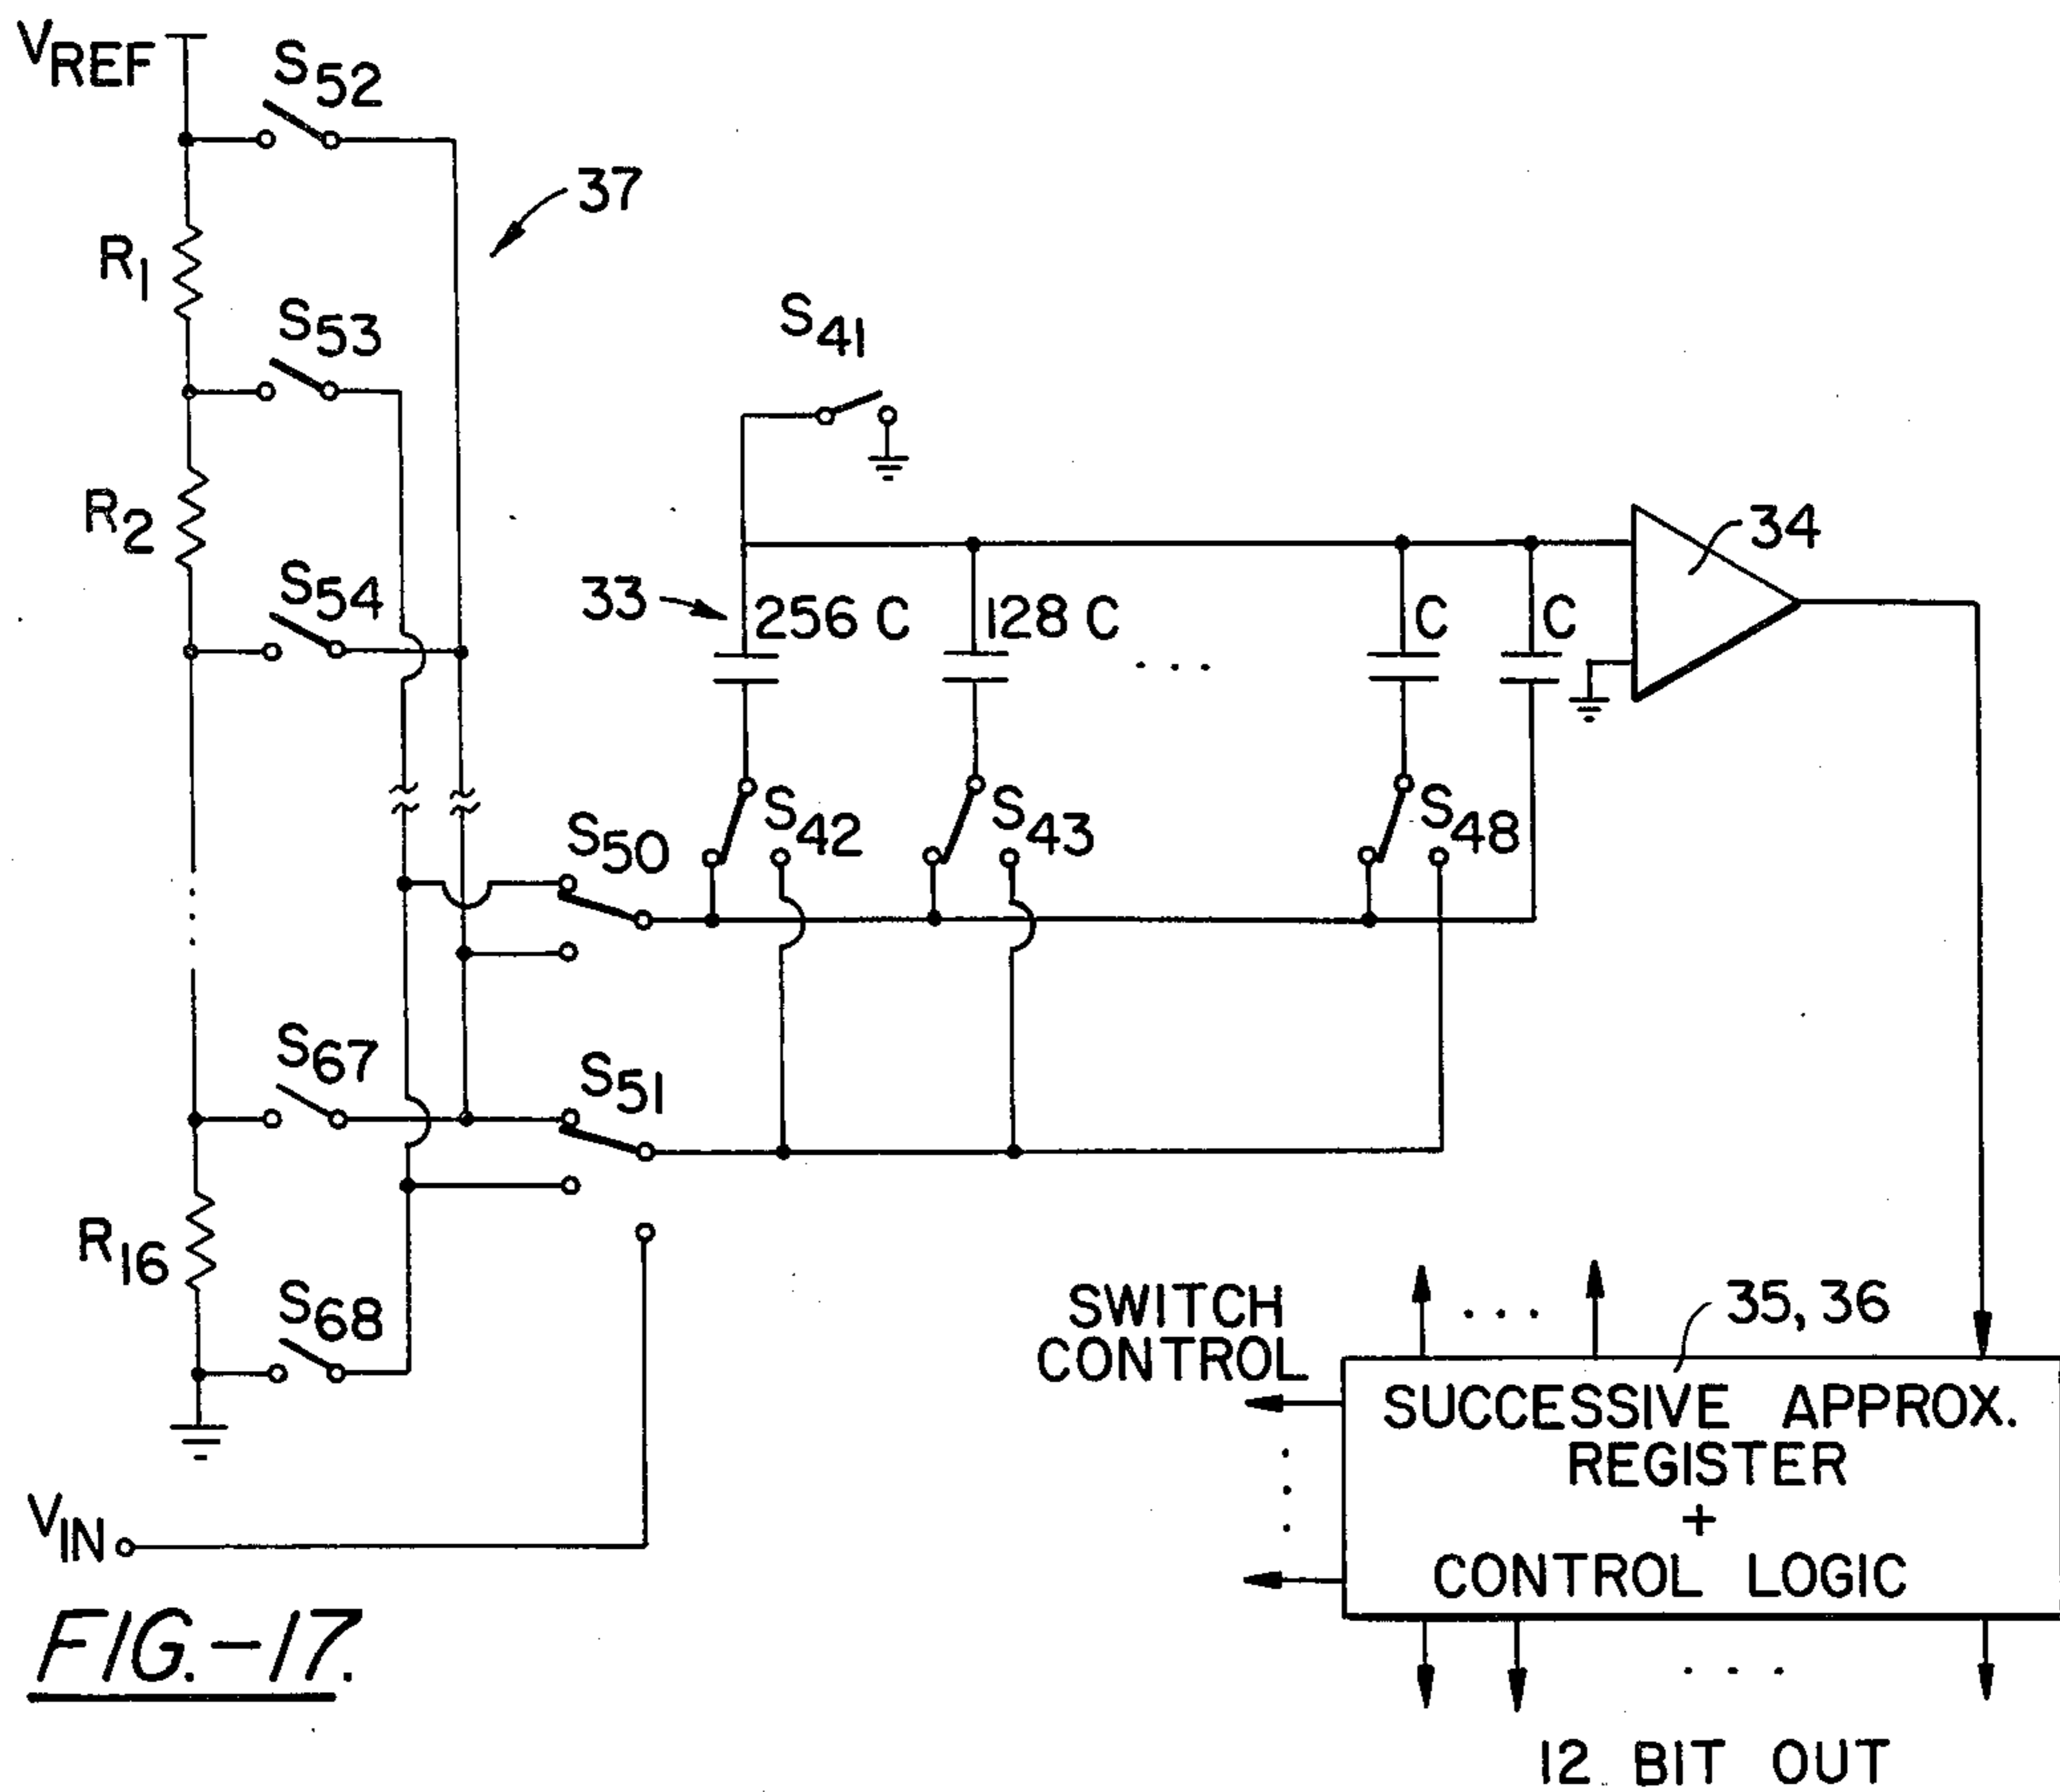 VREF
S52
37
R1
S53
S41
R2
S54
33
256 C
128 C
C
C
34
S50
S42
S43
S48
S67
S51
R16
S68
SWITCH
CONTROL
35, 36
SUCCESSIVE APPROX.
REGISTER
+
CONTROL LOGIC
VIN
FIG.-17.
12 BIT OUT